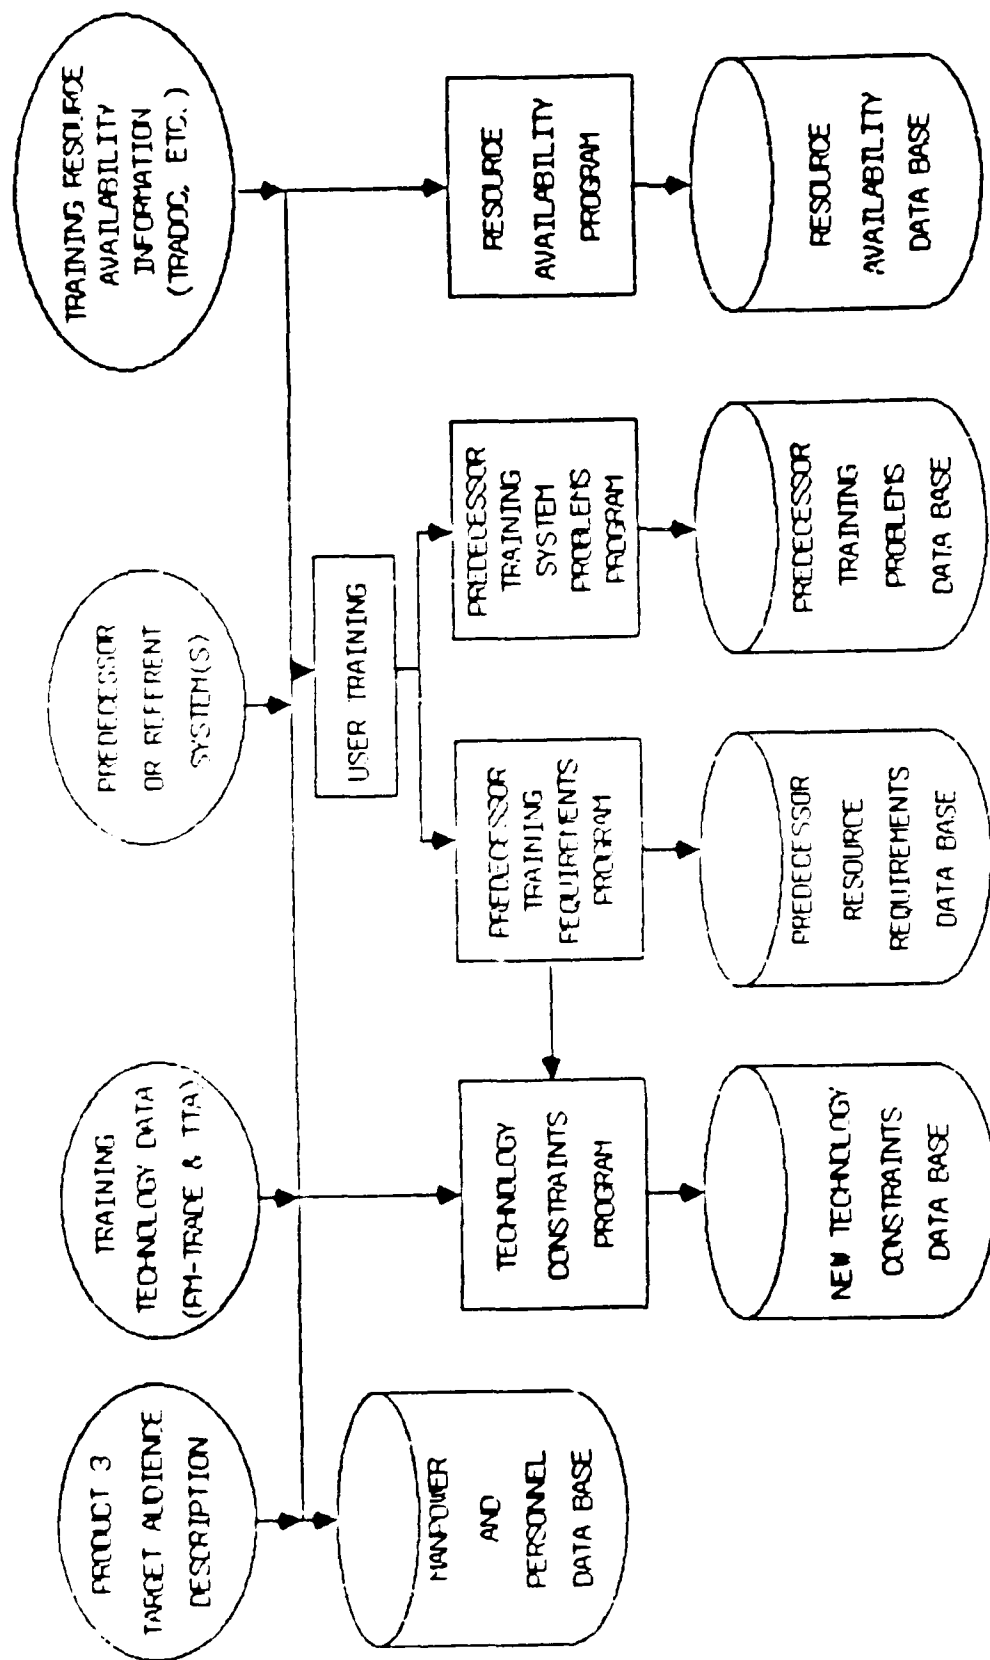 PRODUCT 3
TARGET AUDIENCE
DESCRIPTION
TRAINING
TECHNOLOGY DATA
(PM-TRADE & TTA)
PREDECESSOR
OR REFERENT
SYSTEM(S)
TRAINING RESOURCE
AVAILABILITY
INFORMATION
(TRADOC, ETC.)
USER TRAINING
MANPOWER
AND
PERSONNEL
DATA BASE
TECHNOLOGY
CONSTRAINTS
PROGRAM
PREDECESSOR
TRAINING
REQUIREMENTS
PROGRAM
PREDECESSOR
TRAINING
SYSTEM
PROBLEMS
PROGRAM
RESOURCE
AVAILABILITY
PROGRAM
NEW TECHNOLOGY
CONSTRAINTS
DATA BASE
PREDECESSOR
RESOURCE
REQUIREMENTS
DATA BASE
PREDECESSOR
TRAINING
PROBLEMS
DATA BASE
RESOURCE
AVAILABILITY
DATA BASE